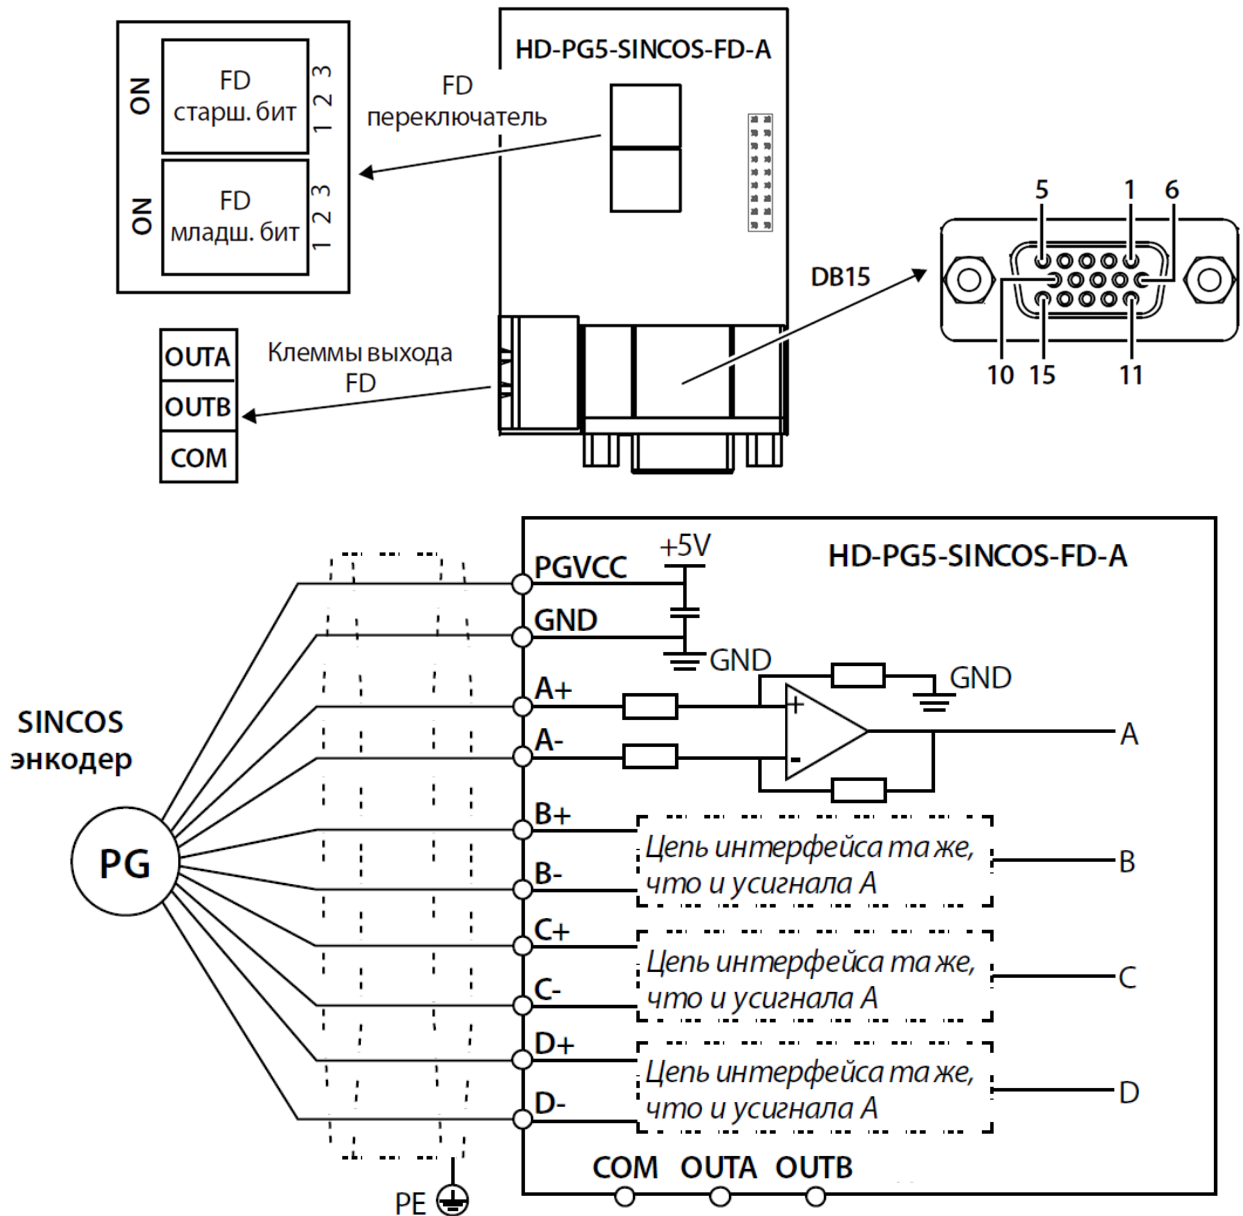 HD-PG5-SINCOS-FD-A
ON
FD
старш. бит
1 2 3
ON
FD
младш. бит
1 2 3
FD
переключатель
5
1
6
DB15
10
15
11
OUTA
OUTB
COM
Клеммы выхода
FD
HD-PG5-SINCOS-FD-A
+5V
PGVCC
GND
GND
A+
GND
+
A-
-
A
SINCOS
энкодер
PG
B+
Цепь интерфейса та же,
что и усигнала А
B-
B
C+
Цепь интерфейса та же,
что и усигнала А
C-
C
D+
Цепь интерфейса та же,
что и усигнала А
D-
D
COM OUTA OUTB
PE